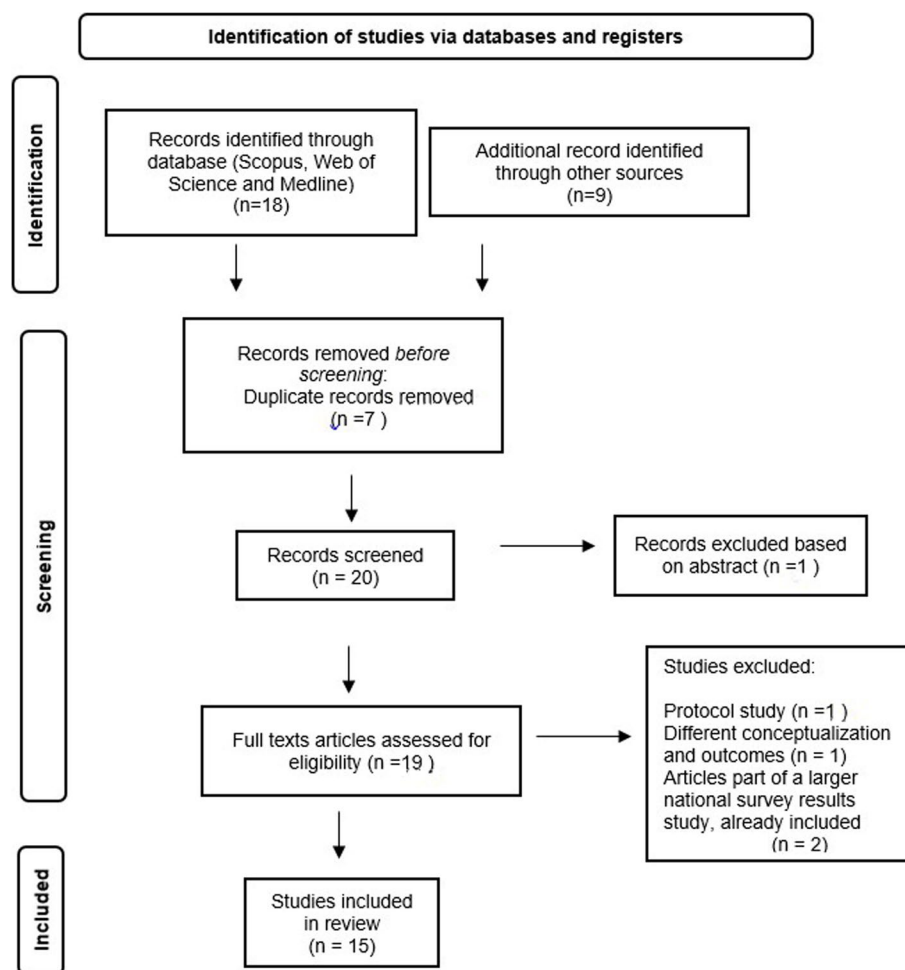 Identification of studies via databases and registers
Identification
Records identified through
database (Scopus, Web of
Science and Medline)
(n=18)
Additional record identified
through other sources
(n=9)
Screening
Records removed before
screening:
Duplicate records removed
(n =7 )
Records screened
(n = 20)
Records excluded based
on abstract (n =1 )
Full texts articles assessed for
eligibility (n =19 )
Studies excluded:
Protocol study (n =1 )
Different conceptualization
and outcomes (n = 1)
Articles part of a larger
national survey results
study, already included
(n = 2)
Included
Studies included
in review
(n = 15)